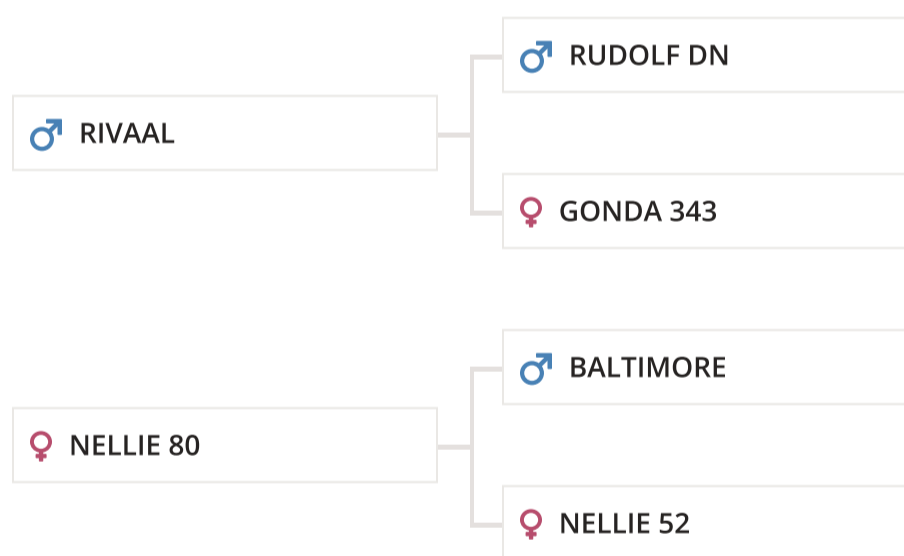 RUDOLF DN
RIVAAL
GONDA 343
BALTIMORE
NELLIE 80
NELLIE 52